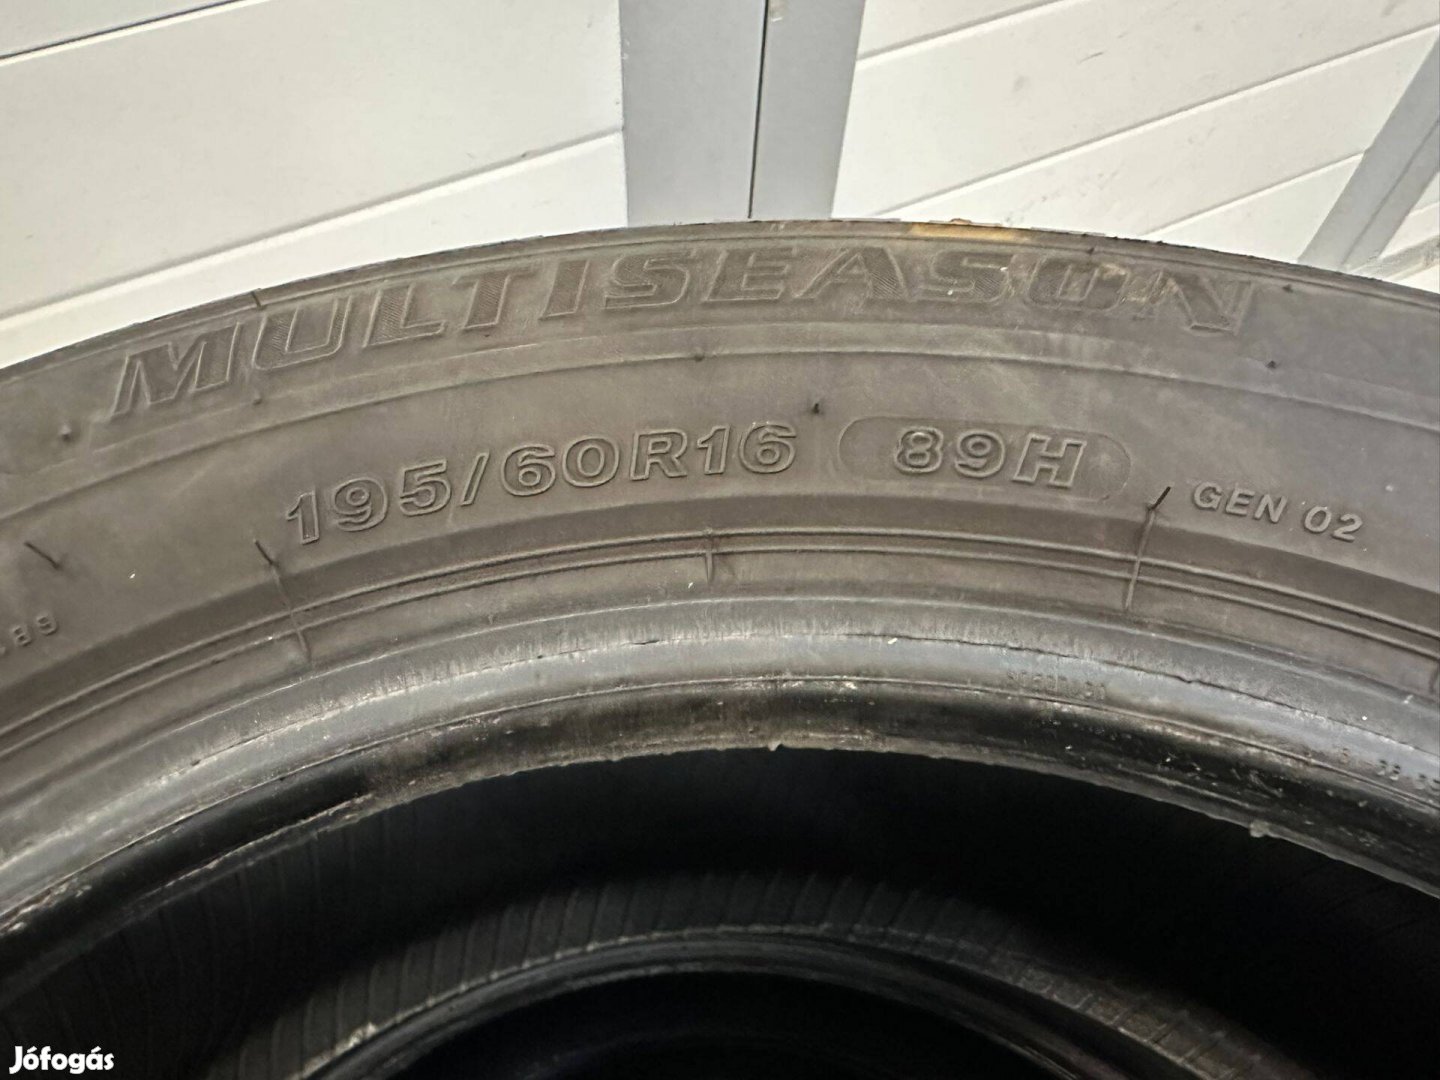 MULTISEASON
195/60R16 89H GEN 02
Jófogás